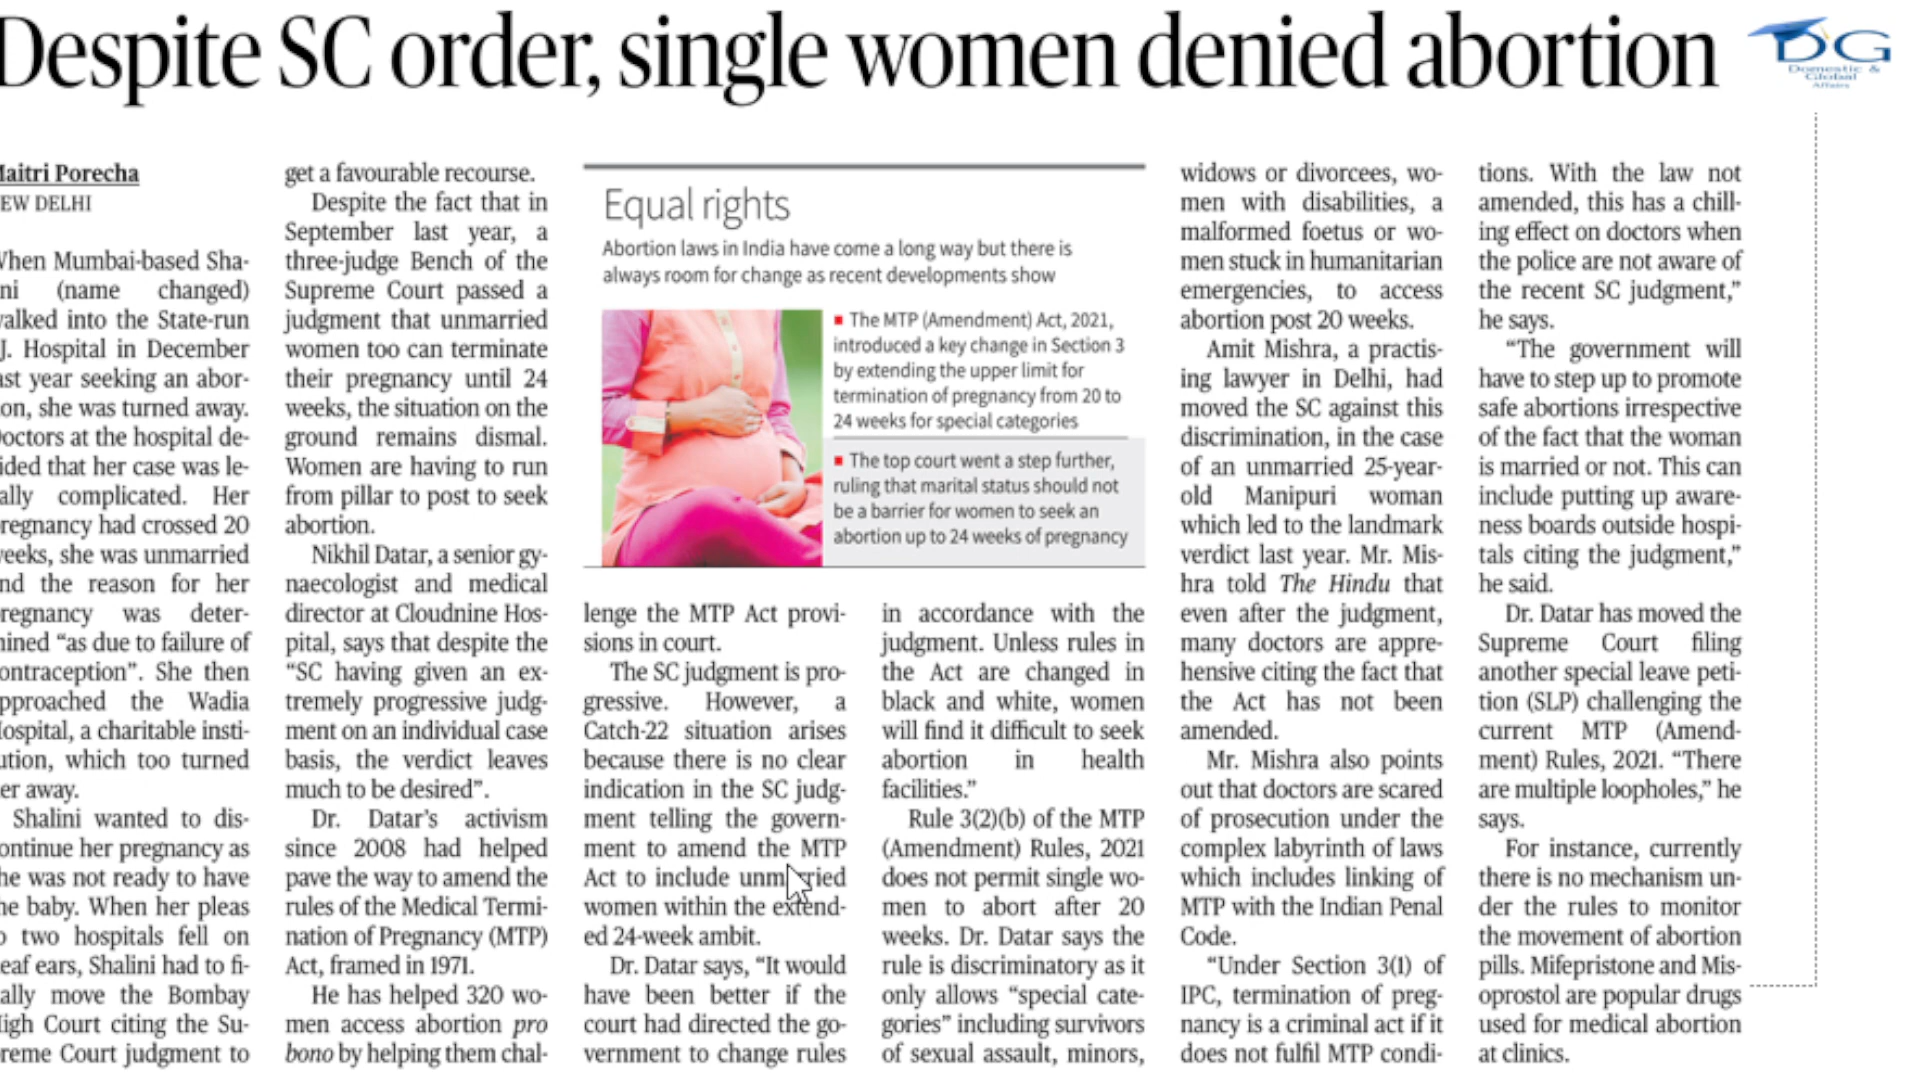 Despite SC order, single women denied abortion
DG
Domestic &
Global
Affairs
aitri Porecha
EW DELHI
hen Mumbai-based Sha-
ni (name changed)
alked into the State-run
J. Hospital in December
st year seeking an abor-
on, she was turned away.
octors at the hospital de-
ided that her case was le-
ally complicated. Her
regnancy had crossed 20
eeks, she was unmarried
nd the reason for her
regnancy was deter-
ined “as due to failure of
ontraception”. She then
pproached the Wadia
ospital, a charitable insti-
ution, which too turned
er away.
Shalini wanted to dis-
ontinue her pregnancy as
he was not ready to have
he baby. When her pleas
o two hospitals fell on
eaf ears, Shalini had to fi-
ally move the Bombay
igh Court citing the Su-
reme Court judgment to
get a favourable recourse.
Despite the fact that in
September last year, a
three-judge Bench of the
Supreme Court passed a
judgment that unmarried
women too can terminate
their pregnancy until 24
weeks, the situation on the
ground remains dismal.
Women are having to run
from pillar to post to seek
abortion.
Nikhil Datar, a senior gy-
naecologist and medical
director at Cloudnine Hos-
pital, says that despite the
“SC having given an ex-
tremely progressive judg-
ment on an individual case
basis, the verdict leaves
much to be desired”.
Dr. Datar’s activism
since 2008 had helped
pave the way to amend the
rules of the Medical Termi-
nation of Pregnancy (MTP)
Act, framed in 1971.
He has helped 320 wo-
men access abortion pro
bono by helping them chal-
Equal rights
Abortion laws in India have come a long way but there is
always room for change as recent developments show
The MTP (Amendment) Act, 2021,
introduced a key change in Section 3
by extending the upper limit for
termination of pregnancy from 20 to
24 weeks for special categories
The top court went a step further,
ruling that marital status should not
be a barrier for women to seek an
abortion up to 24 weeks of pregnancy
lenge the MTP Act provi-
sions in court.
The SC judgment is pro-
gressive. However, a
Catch-22 situation arises
because there is no clear
indication in the SC judg-
ment telling the govern-
ment to amend the MTP
Act to include unmarried
women within the extend-
ed 24-week ambit.
Dr. Datar says, “It would
have been better if the
court had directed the go-
vernment to change rules
in accordance with the
judgment. Unless rules in
the Act are changed in
black and white, women
will find it difficult to seek
abortion in health
facilities.”
Rule 3(2)(b) of the MTP
(Amendment) Rules, 2021
does not permit single wo-
men to abort after 20
weeks. Dr. Datar says the
rule is discriminatory as it
only allows “special cate-
gories” including survivors
of sexual assault, minors,
widows or divorcees, wo-
men with disabilities, a
malformed foetus or wo-
men stuck in humanitarian
emergencies, to access
abortion post 20 weeks.
Amit Mishra, a practis-
ing lawyer in Delhi, had
moved the SC against this
discrimination, in the case
of an unmarried 25-year-
old Manipuri woman
which led to the landmark
verdict last year. Mr. Mis-
hra told The Hindu that
even after the judgment,
many doctors are appre-
hensive citing the fact that
the Act has not been
amended.
Mr. Mishra also points
out that doctors are scared
of prosecution under the
complex labyrinth of laws
which includes linking of
MTP with the Indian Penal
Code.
“Under Section 3(1) of
IPC, termination of preg-
nancy is a criminal act if it
does not fulfil MTP condi-
tions. With the law not
amended, this has a chill-
ing effect on doctors when
the police are not aware of
the recent SC judgment,”
he says.
“The government will
have to step up to promote
safe abortions irrespective
of the fact that the woman
is married or not. This can
include putting up aware-
ness boards outside hospi-
tals citing the judgment,”
he said.
Dr. Datar has moved the
Supreme Court filing
another special leave peti-
tion (SLP) challenging the
current MTP (Amend-
ment) Rules, 2021. “There
are multiple loopholes,” he
says.
For instance, currently
there is no mechanism un-
der the rules to monitor
the movement of abortion
pills. Mifepristone and Mis-
oprostol are popular drugs
used for medical abortion
at clinics.